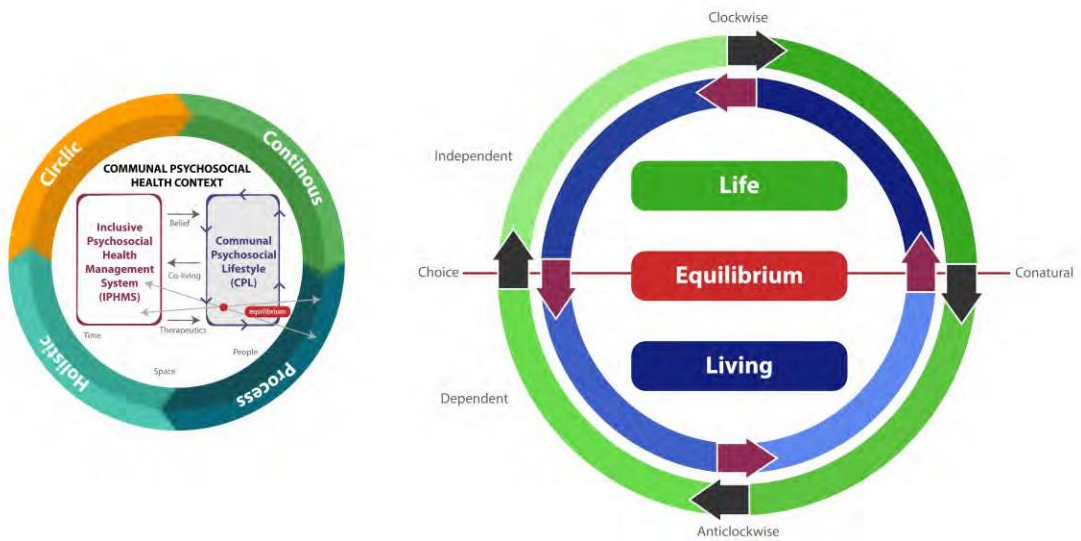 Circlic
Continous
Holistic
Process
COMMUNAL PSYCHOSOCIAL
HEALTH CONTEXT
Inclusive
Psychosocial
Health
Management
System
(IPHMS)
Belief
Co-living
Therapeutics
Communal
Psychosocial
Lifestyle
(CPL)
equilibrium
Time
Space
People
Clockwise
Independent
Life
Choice
Equilibrium
Conatural
Living
Dependent
Anticlockwise